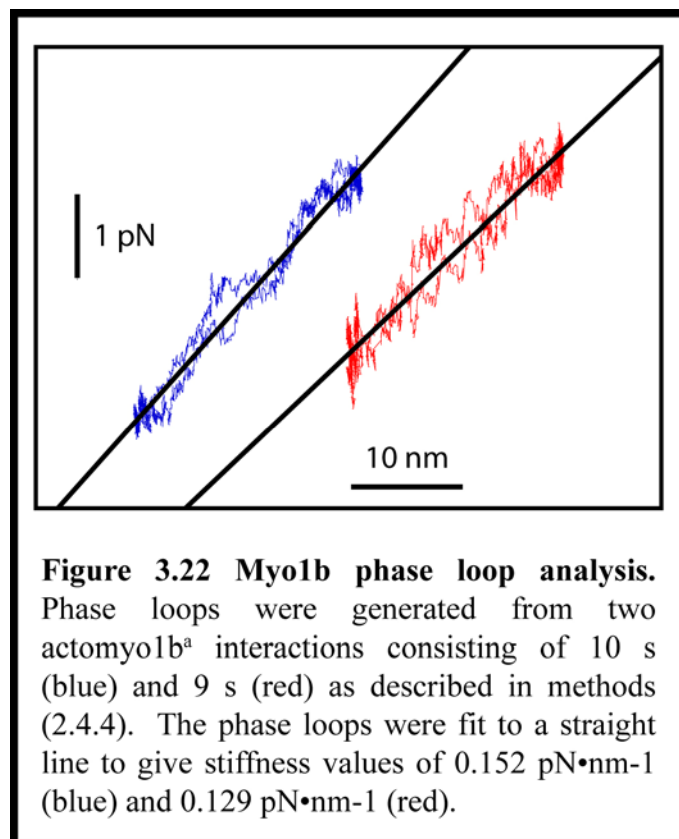 1 pN
10 nm
Figure 3.22 Myo1b phase loop analysis.
Phase loops were generated from two
actomyo1bᵃ interactions consisting of 10 s
(blue) and 9 s (red) as described in methods
(2.4.4). The phase loops were fit to a straight
line to give stiffness values of 0.152 pN•nm-1
(blue) and 0.129 pN•nm-1 (red).